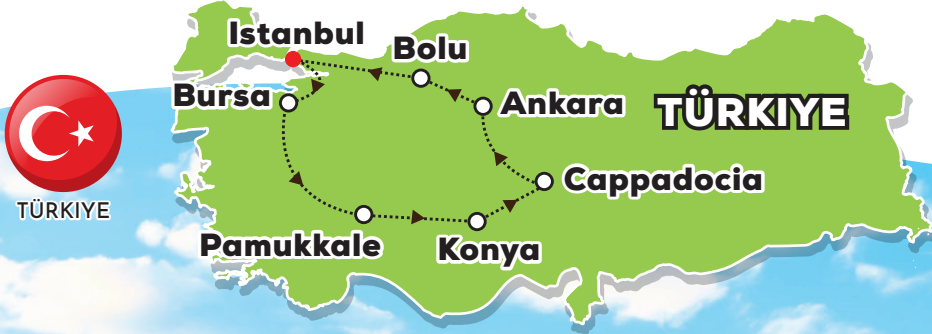 Istanbul
Bolu
Bursa
Ankara
TÜRKIYE
Cappadocia
TÜRKIYE
Pamukkale
Konya